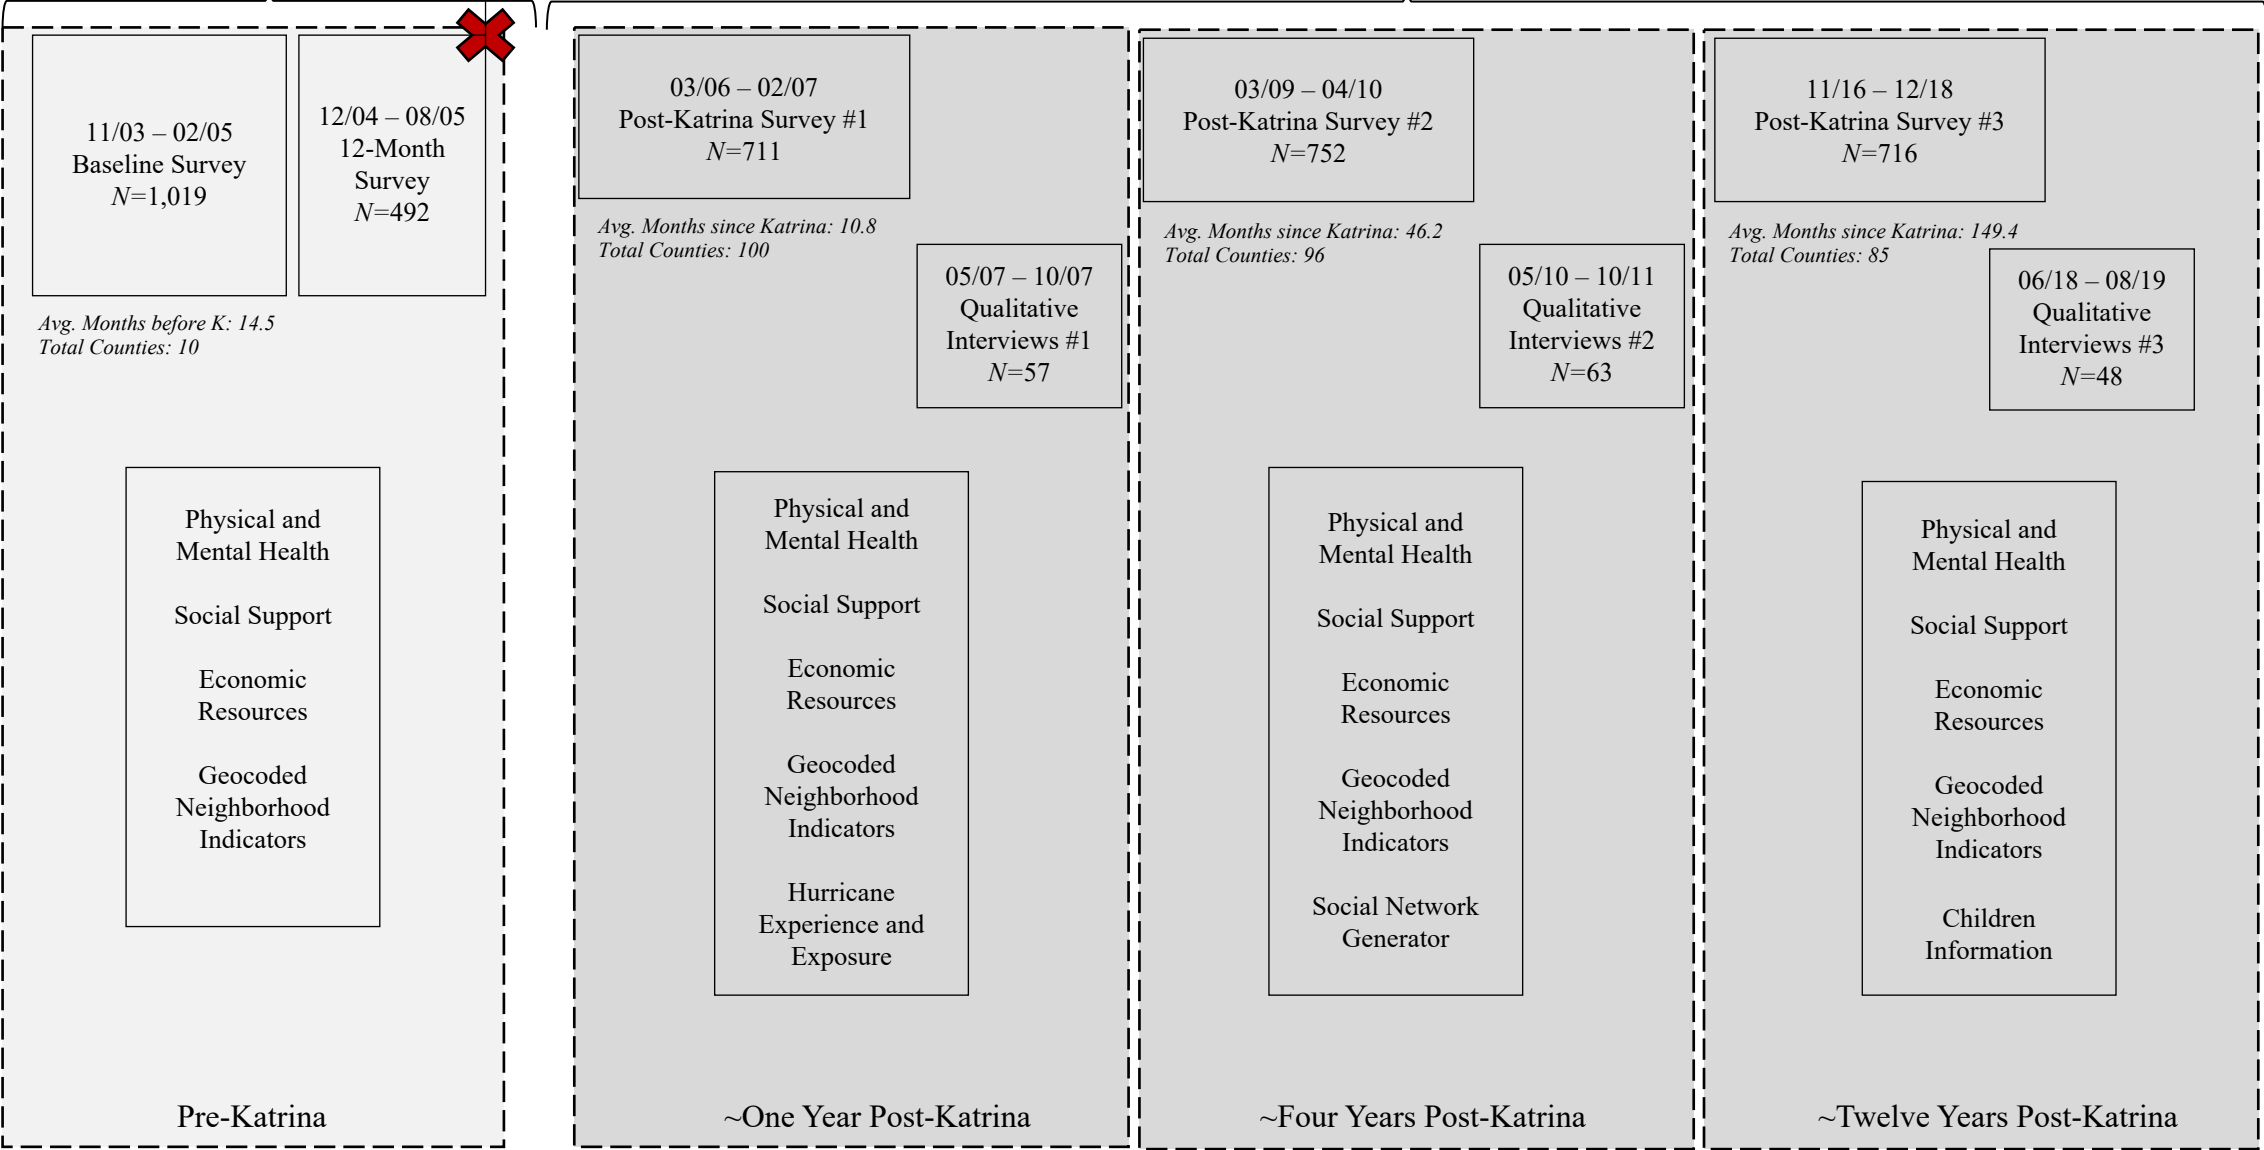 11/03 – 02/05
Baseline Survey
N=1,019
12/04 – 08/05
12-Month
Survey
N=492
Avg. Months before K: 14.5
Total Counties: 10
Physical and
Mental Health
Social Support
Economic
Resources
Geocoded
Neighborhood
Indicators
Pre-Katrina
03/06 – 02/07
Post-Katrina Survey #1
N=711
Avg. Months since Katrina: 10.8
Total Counties: 100
05/07 – 10/07
Qualitative
Interviews #1
N=57
Physical and
Mental Health
Social Support
Economic
Resources
Geocoded
Neighborhood
Indicators
Hurricane
Experience and
Exposure
~One Year Post-Katrina
03/09 – 04/10
Post-Katrina Survey #2
N=752
Avg. Months since Katrina: 46.2
Total Counties: 96
05/10 – 10/11
Qualitative
Interviews #2
N=63
Physical and
Mental Health
Social Support
Economic
Resources
Geocoded
Neighborhood
Indicators
Social Network
Generator
~Four Years Post-Katrina
11/16 – 12/18
Post-Katrina Survey #3
N=716
Avg. Months since Katrina: 149.4
Total Counties: 85
06/18 – 08/19
Qualitative
Interviews #3
N=48
Physical and
Mental Health
Social Support
Economic
Resources
Geocoded
Neighborhood
Indicators
Children
Information
~Twelve Years Post-Katrina